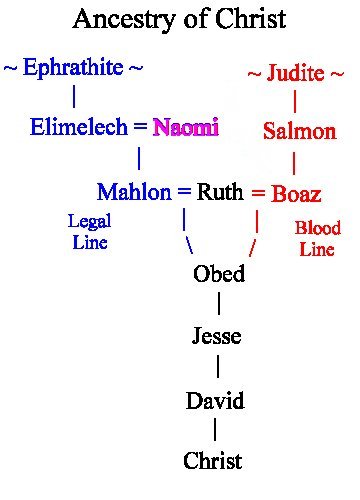 Ancestry of Christ
~ Ephrathite ~
~ Judite ~
Elimelech = Naomi
Salmon
Mahlon = Ruth = Boaz
Legal
Line
Blood
Line
Obed
Jesse
David
Christ